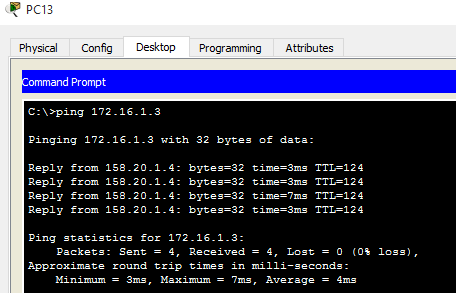 PC13
Physical Config Desktop Programming Attributes
Command Prompt
C:\>ping 172.16.1.3
Pinging 172.16.1.3 with 32 bytes of data:
Reply from 158.20.1.4: bytes=32 time=3ms TTL=124
Reply from 158.20.1.4: bytes=32 time=3ms TTL=124
Reply from 158.20.1.4: bytes=32 time=7ms TTL=124
Reply from 158.20.1.4: bytes=32 time=3ms TTL=124
Ping statistics for 172.16.1.3:
Packets: Sent = 4, Received = 4, Lost = 0 (0% loss),
Approximate round trip times in milli-seconds:
Minimum = 3ms, Maximum = 7ms, Average = 4ms